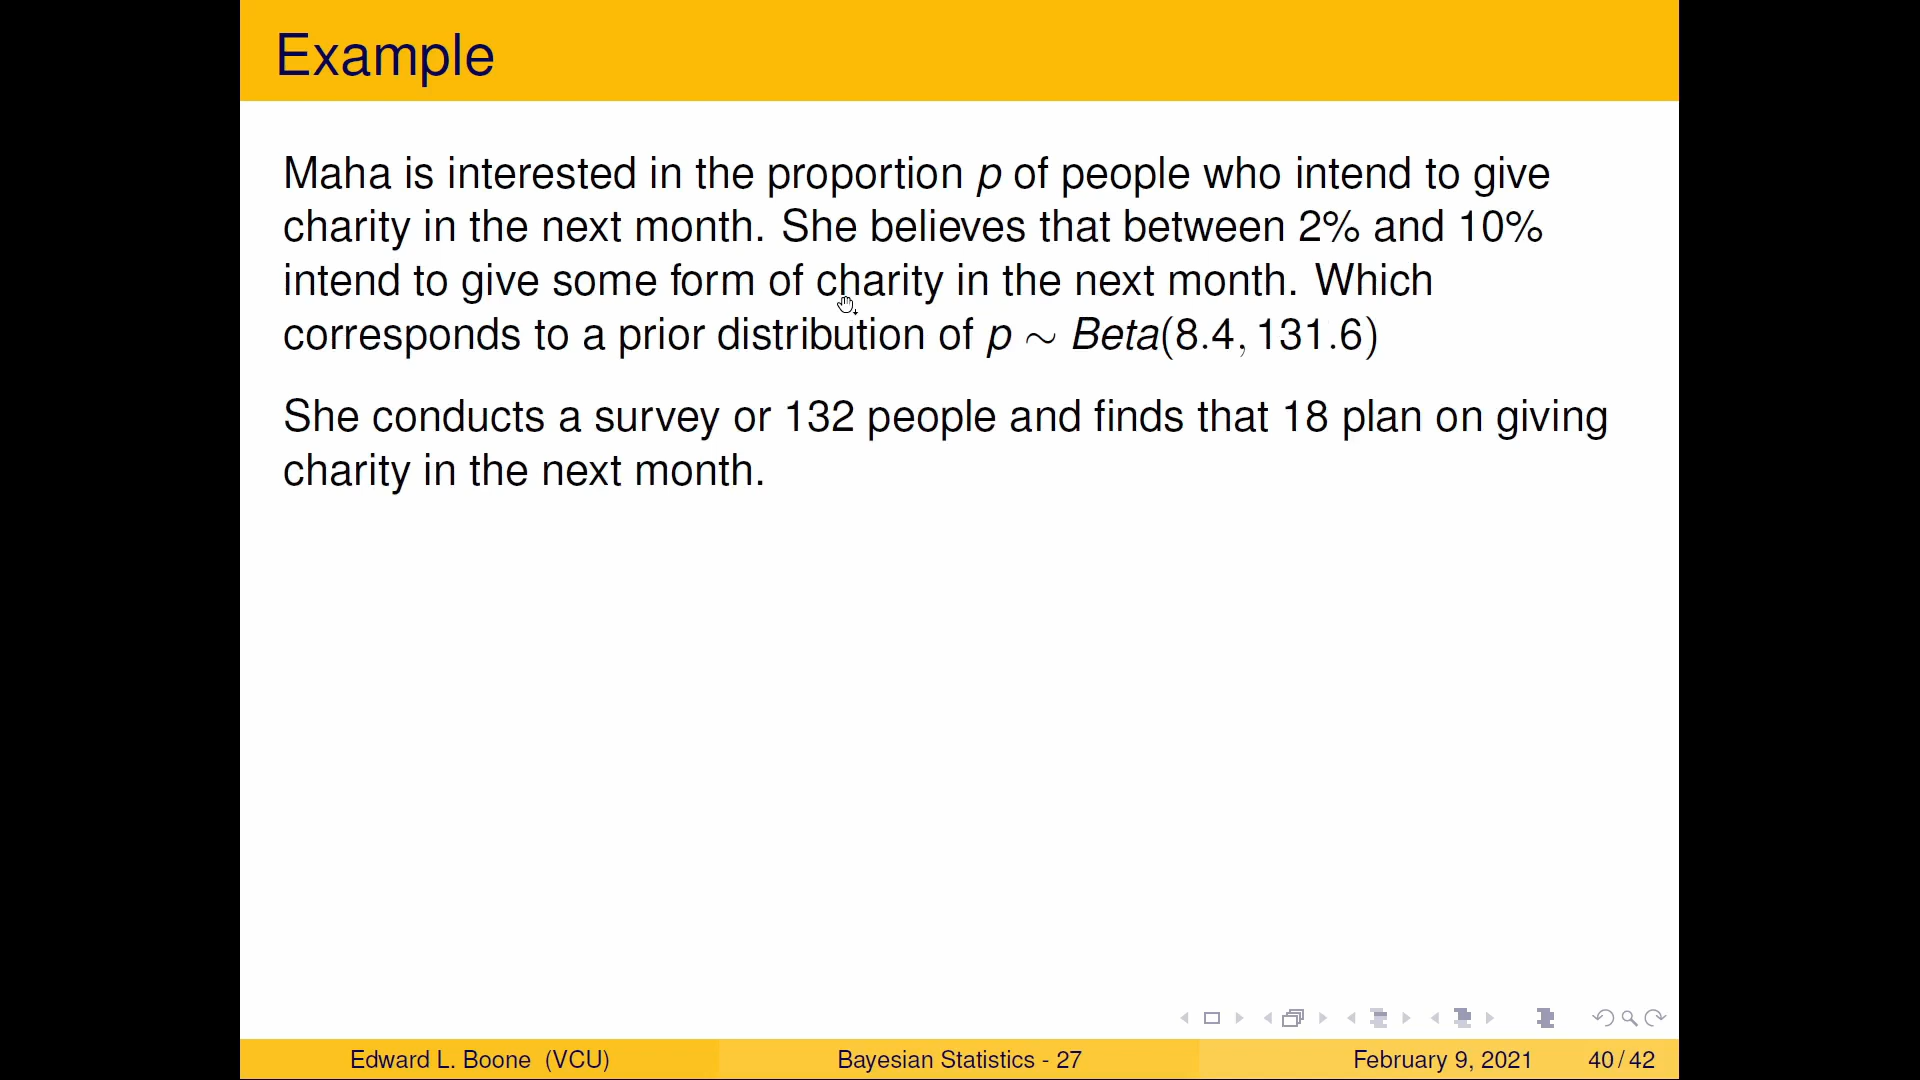 Example
Maha is interested in the proportion p of people who intend to give
charity in the next month. She believes that between 2% and 10%
intend to give some form of charity in the next month. Which
corresponds to a prior distribution of p ∼ Beta(8.4, 131.6)
She conducts a survey or 132 people and finds that 18 plan on giving
charity in the next month.
Edward L. Boone (VCU) Bayesian Statistics - 27 February 9, 2021 40 / 42